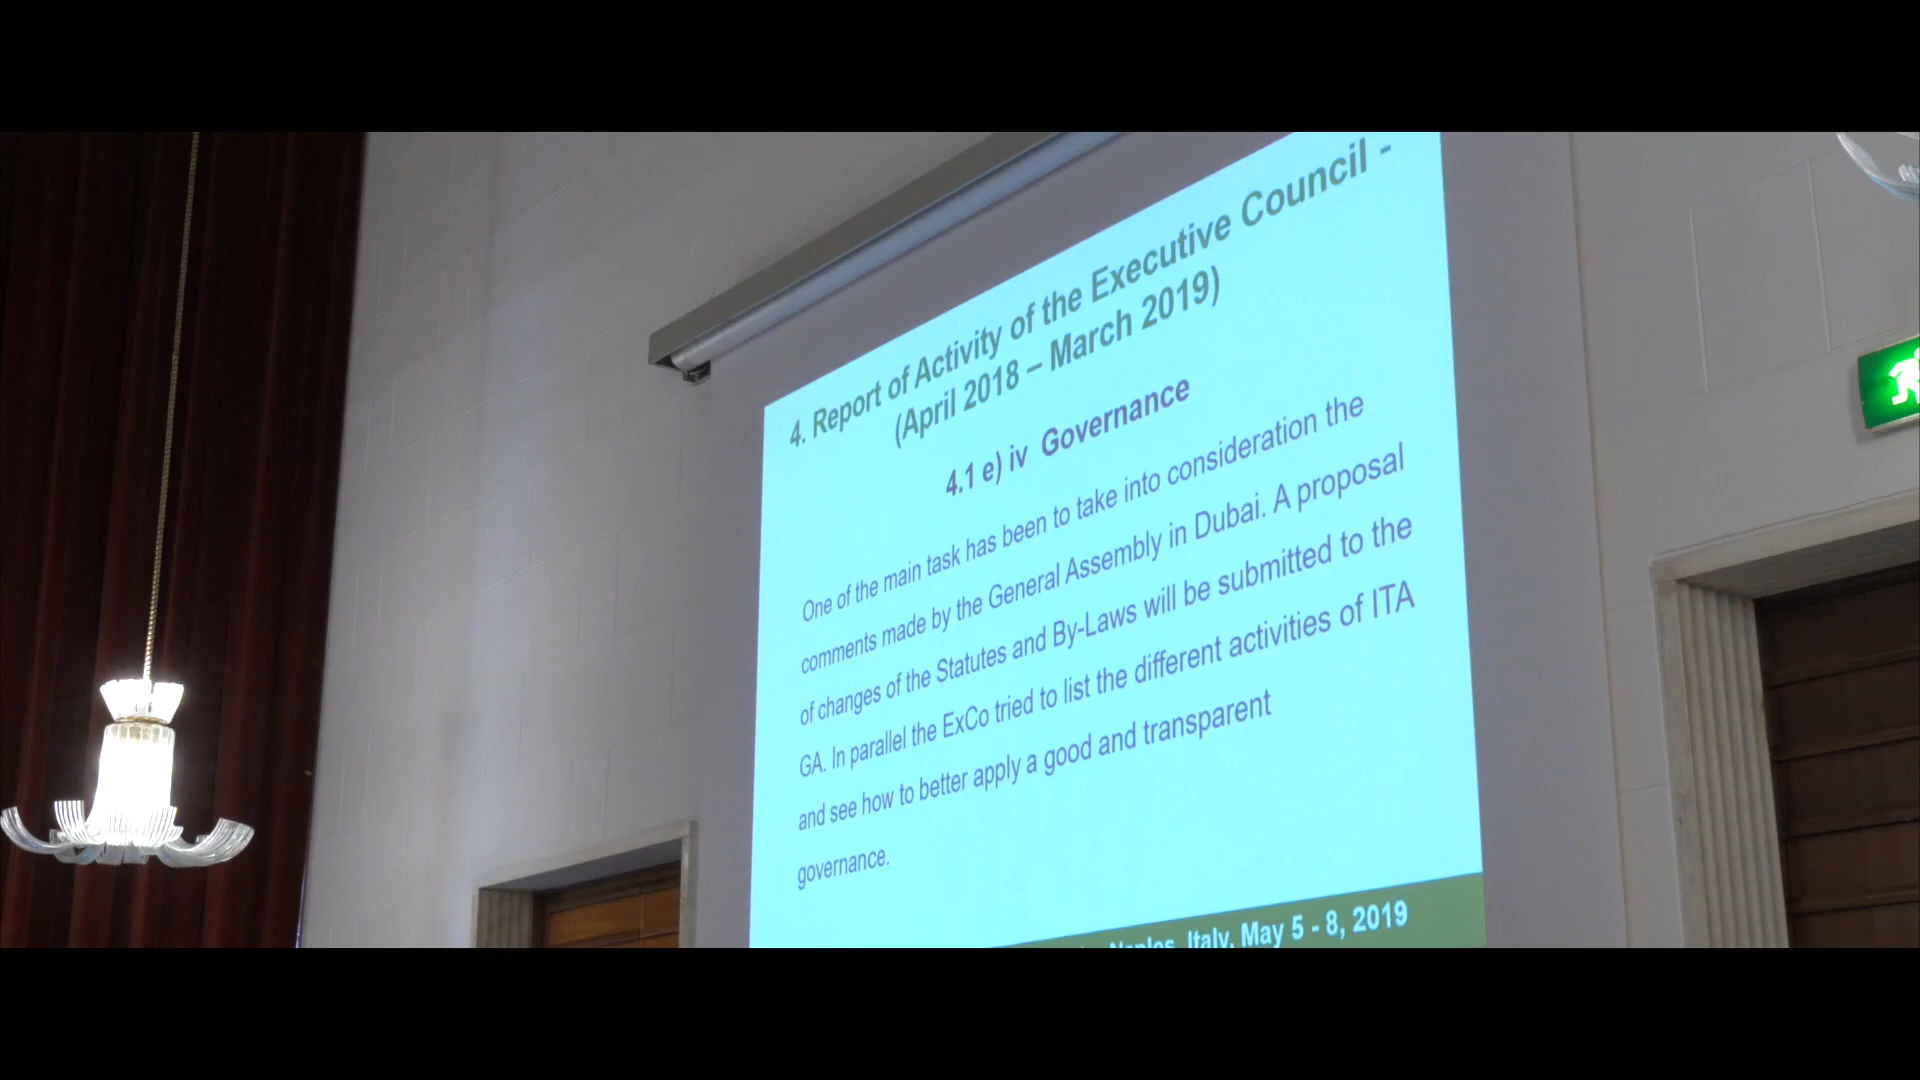 4. Report of Activity of the Executive Council -
(April 2018 – March 2019)
4.1 e) iv Governance
One of the main task has been to take into consideration the
comments made by the General Assembly in Dubai. A proposal
of changes of the Statutes and By-Laws will be submitted to the
GA. In parallel the ExCo tried to list the different activities of ITA
and see how to better apply a good and transparent
governance.
Naples, Italy, May 5 - 8, 2019